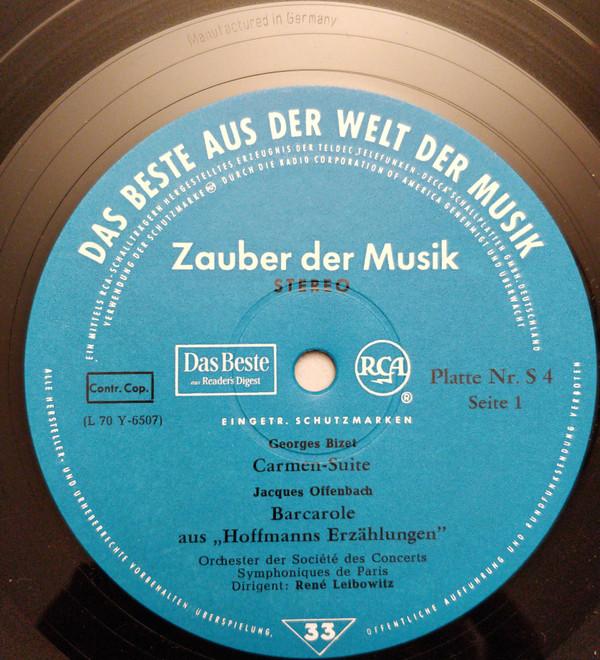 Manufactured in Germany
DAS BESTE AUS DER WELT DER MUSIK
EIN MITTELS RCA-SCHALLTRÄGERN HERGESTELLTES ERZEUGNIS DER TELDEC „TELEFUNKEN-DECCA" SCHALLPLATTEN GMBH. DEUTSCHLAND
VERWENDUNG DER SCHUTZMARKE RCA DURCH DIE RADIO CORPORATION OF AMERICA GENEHMIGT UND ÜBERWACHT
Zauber der Musik
STEREO
Das Beste
aus Reader's Digest
RCA
®
Contr. Cop.
(L 70 Y-6507)
Platte Nr. S 4
Seite 1
EINGETR. SCHUTZMARKEN
Georges Bizet
Carmen-Suite
Jacques Offenbach
Barcarole
aus „Hoffmanns Erzählungen”
Orchester der Société des Concerts
Symphoniques de Paris
Dirigent: René Leibowitz
ALLE HERSTELLER- UND URHEBERRECHTE VORBEHALTEN ÜBERSPIELUNG, ÖFFENTLICHE AUFFÜHRUNG UND RUNDFUNKSENDUNG VERBOTEN
33